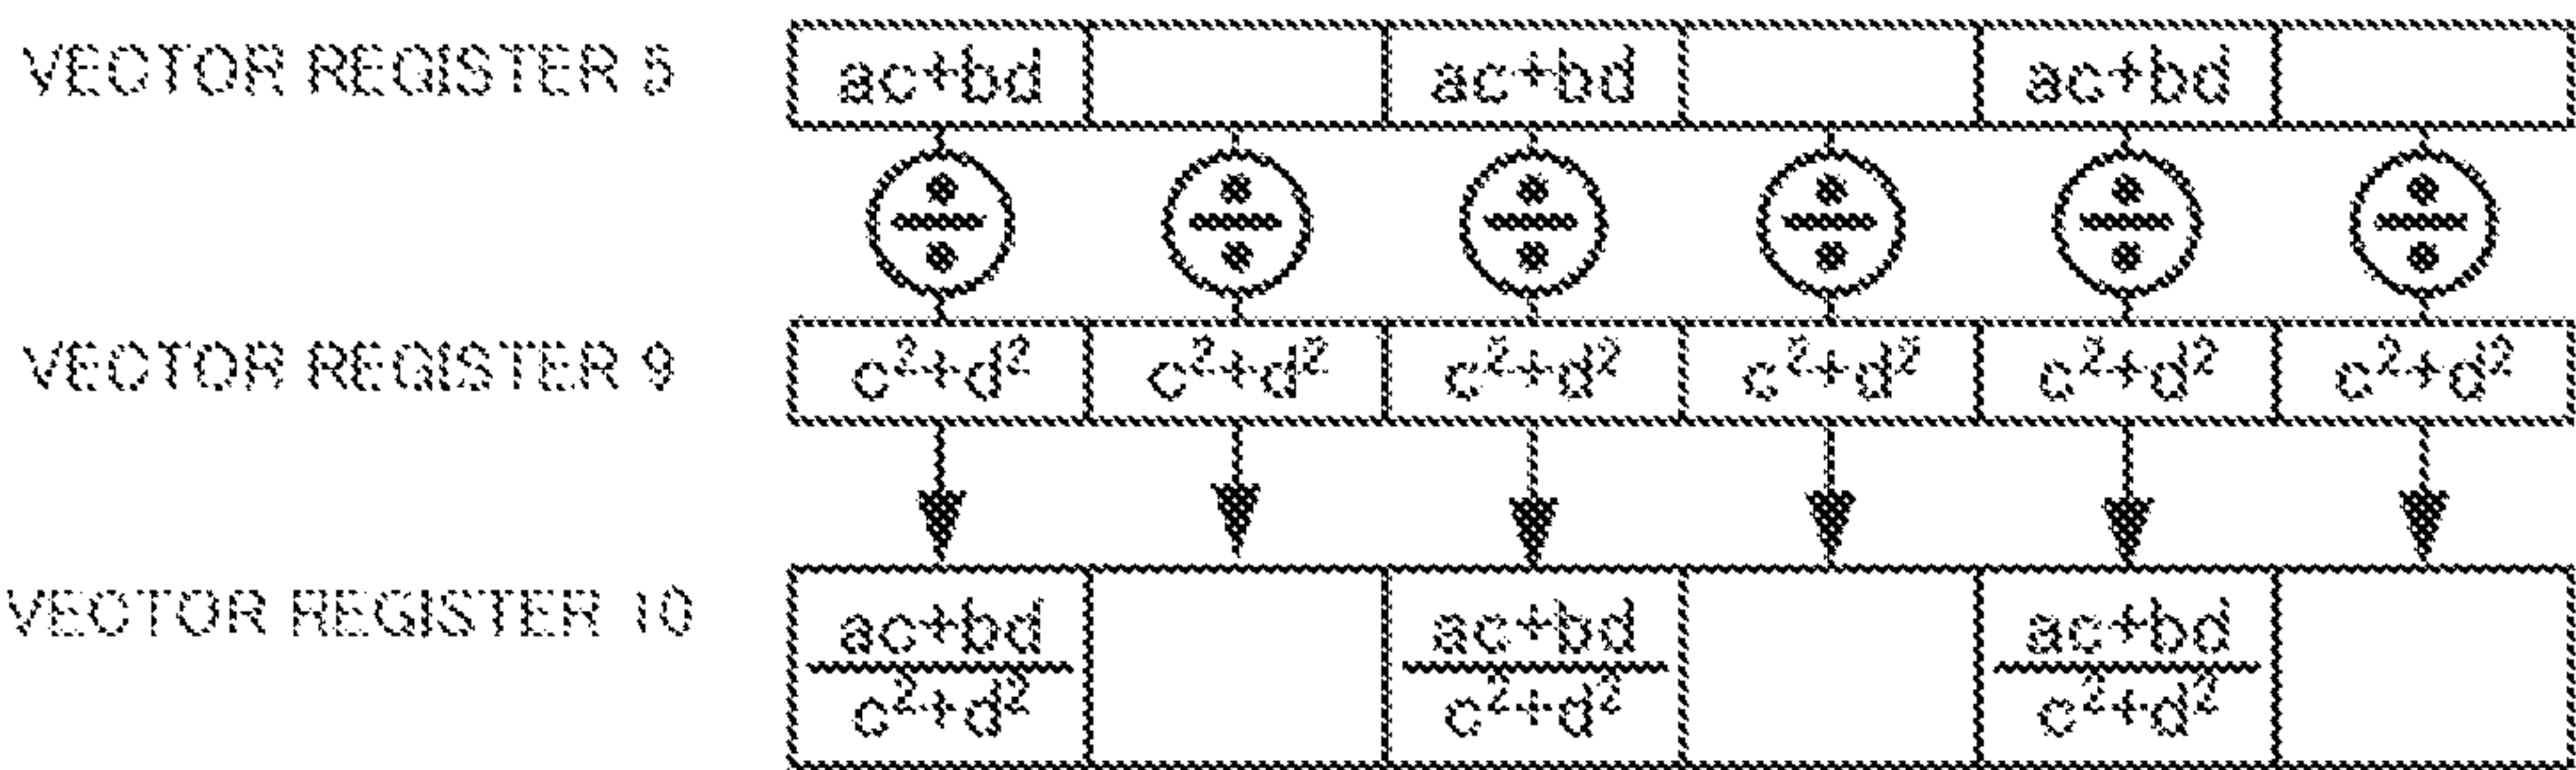 VECTOR REGISTER 5 ac+bd ac+bd ac+bd
÷ ÷ ÷ ÷ ÷ ÷
VECTOR REGISTER 9 c²+d² c²+d² c²+d² c²+d² c²+d² c²+d²
VECTOR REGISTER 10 ac+bd ac+bd ac+bd
c²+d² c²+d² c²+d²